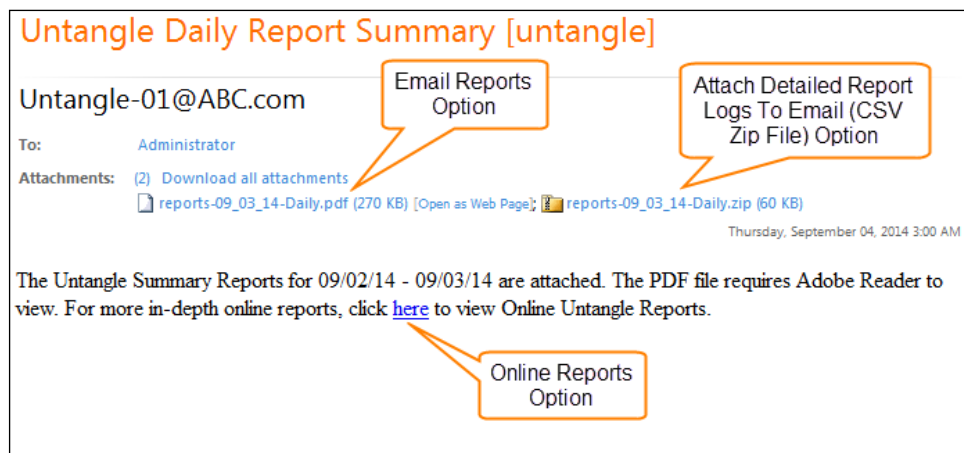 Untangle Daily Report Summary [untangle]
Email Reports
Option
Attach Detailed Report
Logs To Email (CSV
Zip File) Option
Untangle-01@ABC.com
To: Administrator
Attachments: (2) Download all attachments
reports-09_03_14-Daily.pdf (270 KB) [Open as Web Page]; reports-09_03_14-Daily.zip (60 KB)
Thursday, September 04, 2014 3:00 AM
The Untangle Summary Reports for 09/02/14 - 09/03/14 are attached. The PDF file requires Adobe Reader to
view. For more in-depth online reports, click here to view Online Untangle Reports.
Online Reports
Option